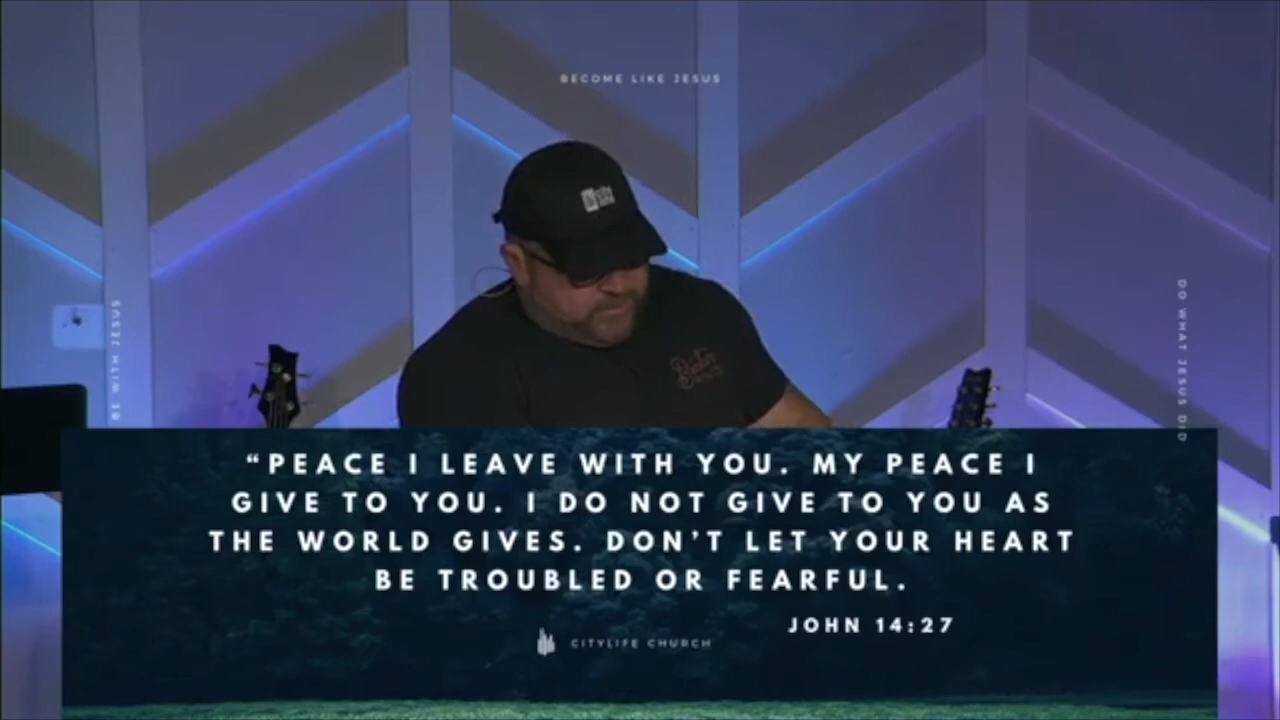 BECOME LIKE JESUS
BE WITH JESUS
DO WHAT JESUS DID
“PEACE I LEAVE WITH YOU. MY PEACE I
GIVE TO YOU. I DO NOT GIVE TO YOU AS
THE WORLD GIVES. DON’T LET YOUR HEART
BE TROUBLED OR FEARFUL.
JOHN 14:27
CITYLIFE CHURCH